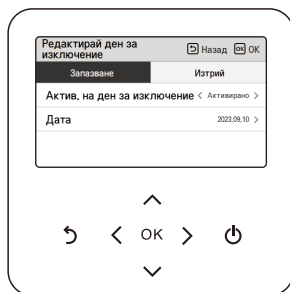 Редактирай ден за изключение
Назад OK OK
Запазване Изтрий
Актив. на ден за изключение < Активирано >
Дата 2023,09,10 >
OK